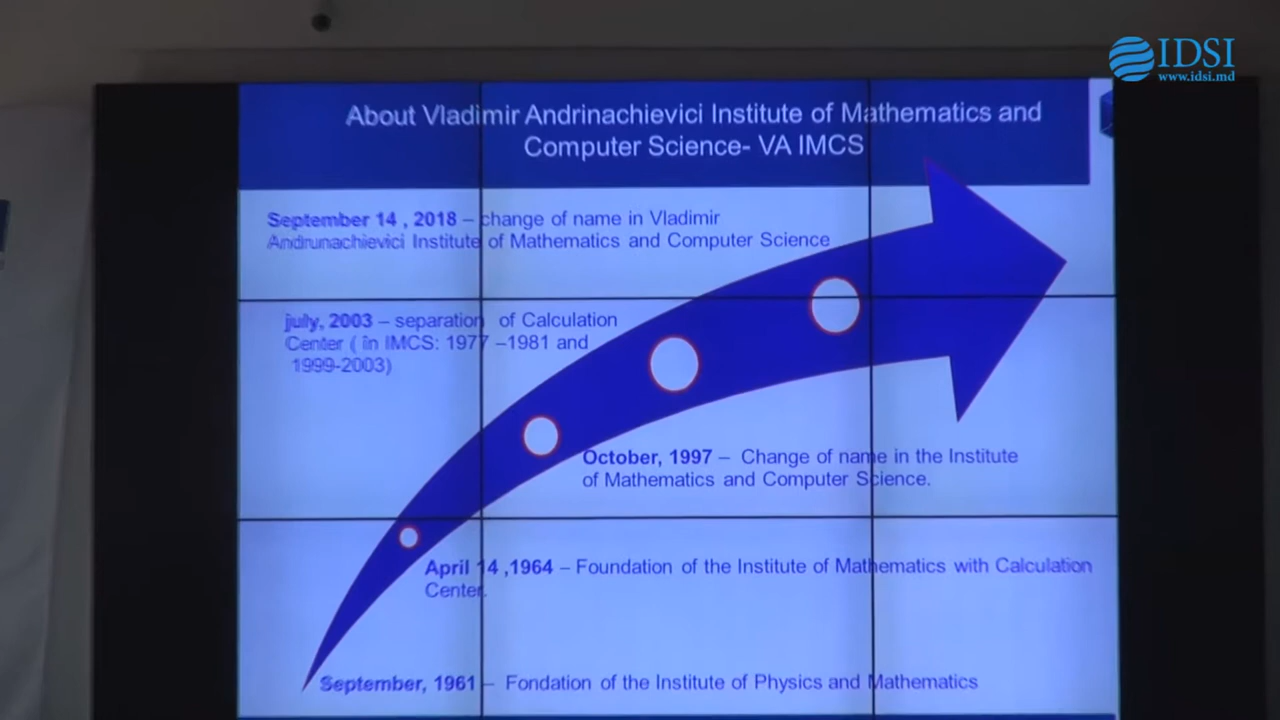 IDSI
www.idsi.md
About Vladimir Andrinachievici Institute of Mathematics and
Computer Science- VA IMCS
September 14 , 2018 – change of name in Vladimir
Andrunachievici Institute of Mathematics and Computer Science
july, 2003 – separation of Calculation
Center ( în IMCS: 1977 –1981 and
1999-2003)
October, 1997 – Change of name in the Institute
of Mathematics and Computer Science.
April 14 ,1964 – Foundation of the Institute of Mathematics with Calculation
Center.
September, 1961 – Fondation of the Institute of Physics and Mathematics